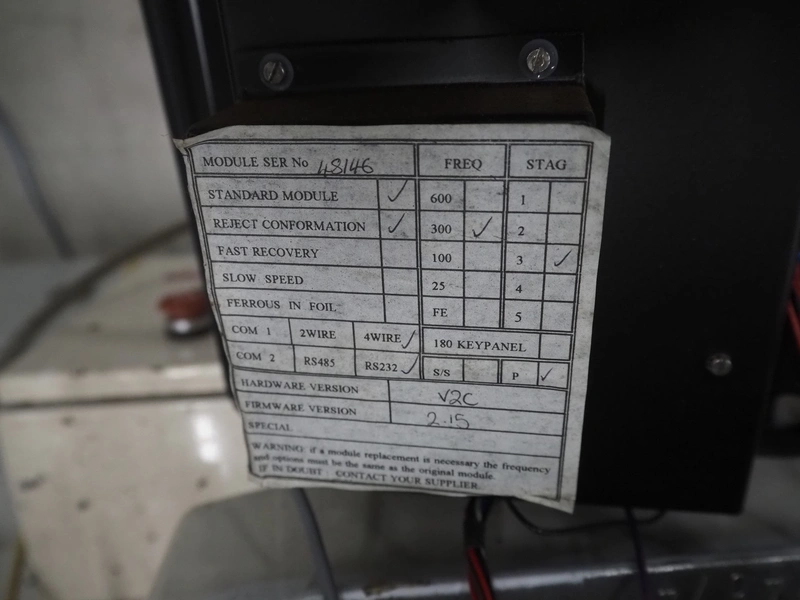 MODULE SER No 48146 FREQ STAG
STANDARD MODULE ✓ 600 1
REJECT CONFORMATION ✓ 300 ✓ 2
FAST RECOVERY 100 3 ✓
SLOW SPEED 25 4
FERROUS IN FOIL FE 5
COM 1 2WIRE 4WIRE ✓ 180 KEYPANEL
COM 2 RS485 RS232 ✓ S/S P ✓
HARDWARE VERSION V2C
FIRMWARE VERSION 2.15
SPECIAL
WARNING: if a module replacement is necessary the frequency
and options must be the same as the original module.
IF IN DOUBT CONTACT YOUR SUPPLIER